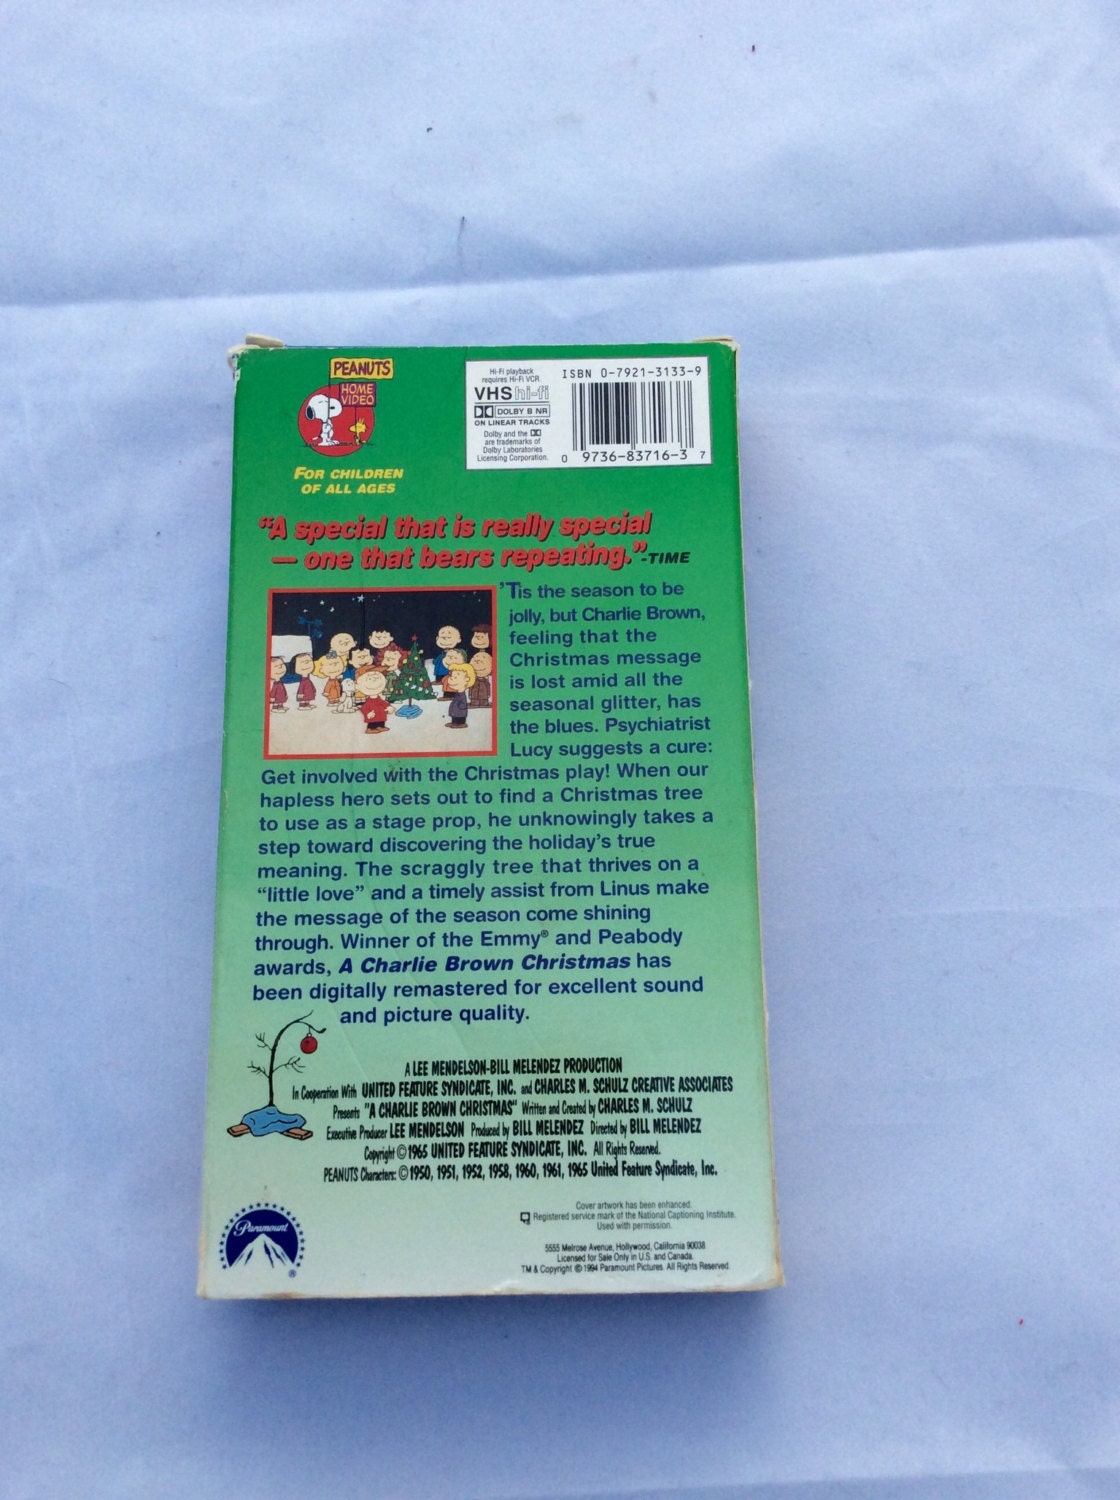 PEANUTS
HOME
VIDEO
FOR CHILDREN
OF ALL AGES
Hi-Fi playback
requires Hi-Fi VCR
VHS hi-fi
DOLBY B NR
ON LINEAR TRACKS
Dolby and the
are trademarks of
Dolby Laboratories
Licensing Corporation.
ISBN 0-7921-3133-9
0 9736-83716-3 7
"A special that is really special
— one that bears repeating."-TIME
'Tis the season to be
jolly, but Charlie Brown,
feeling that the
Christmas message
is lost amid all the
seasonal glitter, has
the blues. Psychiatrist
Lucy suggests a cure:
Get involved with the Christmas play! When our
hapless hero sets out to find a Christmas tree
to use as a stage prop, he unknowingly takes a
step toward discovering the holiday's true
meaning. The scraggly tree that thrives on a
"little love" and a timely assist from Linus make
the message of the season come shining
through. Winner of the Emmy® and Peabody
awards, A Charlie Brown Christmas has
been digitally remastered for excellent sound
and picture quality.
A LEE MENDELSON-BILL MELENDEZ PRODUCTION
In Cooperation With UNITED FEATURE SYNDICATE, INC. and CHARLES M. SCHULZ CREATIVE ASSOCIATES
Presents "A CHARLIE BROWN CHRISTMAS" Written and Created by CHARLES M. SCHULZ
Executive Producer LEE MENDELSON Produced by BILL MELENDEZ Directed by BILL MELENDEZ
Copyright © 1965 UNITED FEATURE SYNDICATE, INC. All Rights Reserved.
PEANUTS Characters: © 1950, 1951, 1952, 1958, 1960, 1961, 1965 United Feature Syndicate, Inc.
Paramount
®
Cover artwork has been enhanced.
Registered service mark of the National Captioning Institute.
Used with permission.
5555 Melrose Avenue, Hollywood, California 90038
Licensed for Sale Only in U.S. and Canada.
TM & Copyright © 1994 Paramount Pictures. All Rights Reserved.